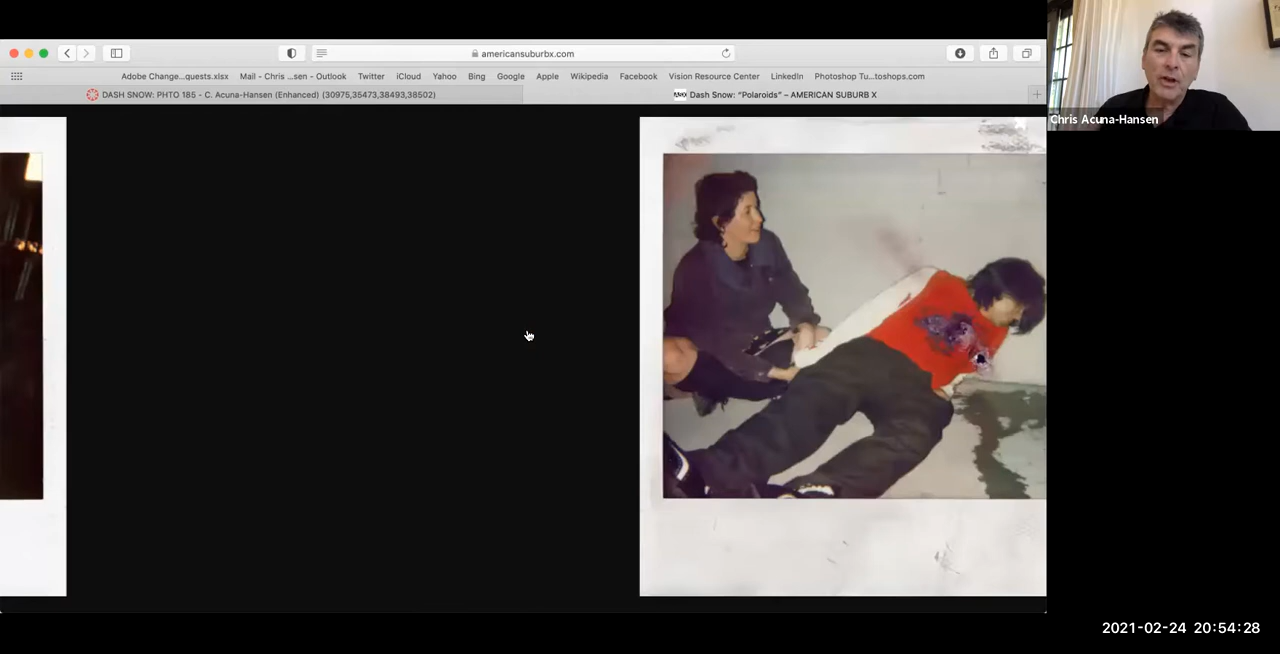 americansuburbx.com
Adobe Change...quests.xlsx Mail - Chris ...sen - Outlook Twitter iCloud Yahoo Bing Google Apple Wikipedia Facebook Vision Resource Center LinkedIn Photoshop Tu...toshops.com
DASH SNOW: PHTO 185 - C. Acuna-Hansen (Enhanced) (30975,35473,38493,38502)
ASX Dash Snow: “Polaroids” – AMERICAN SUBURB X
Chris Acuna-Hansen
2021-02-24 20:54:28